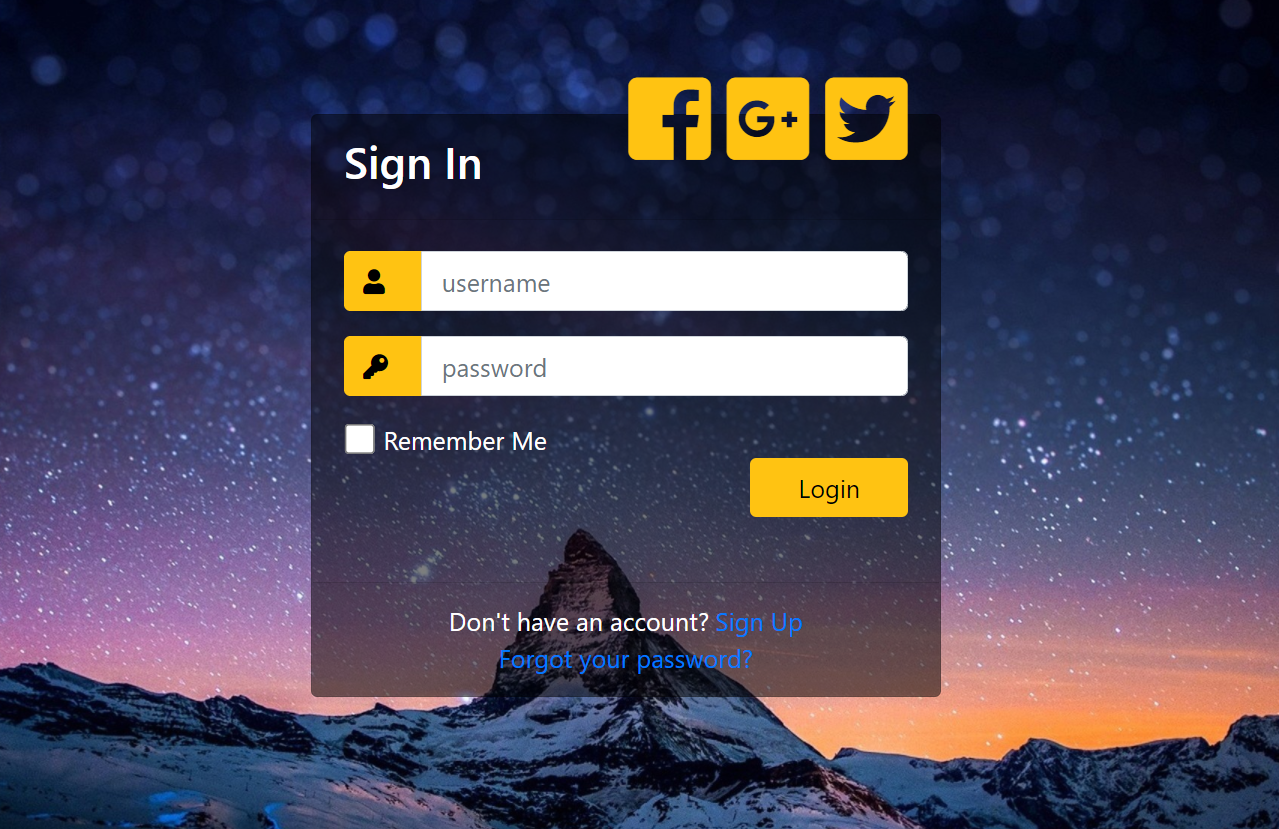 Sign In
username
password
Remember Me
Login
Don't have an account? Sign Up
Forgot your password?